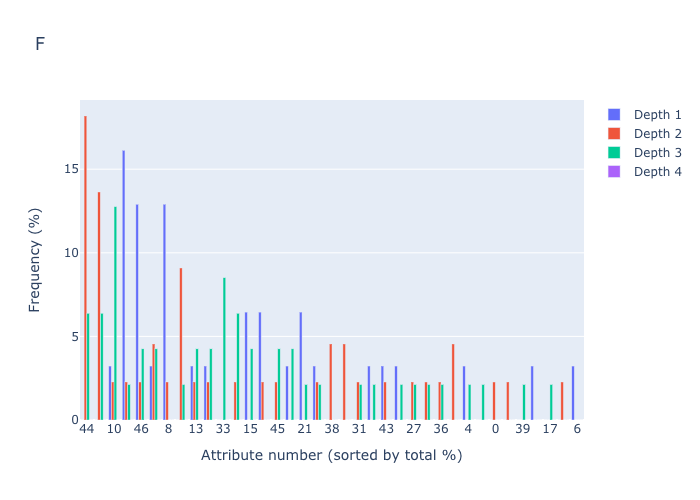 F
Depth 1
Depth 2
Depth 3
Depth 4
Frequency (%)
15
10
5
0
44 10 46 8 13 33 15 45 21 38 31 43 27 36 4 0 39 17 6
Attribute number (sorted by total %)